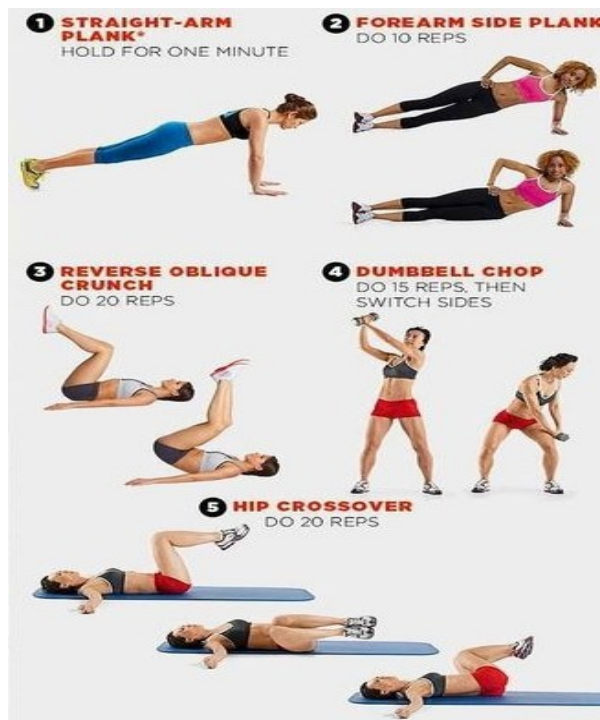 1 STRAIGHT-ARM
PLANK*
HOLD FOR ONE MINUTE
2 FOREARM SIDE PLANK
DO 10 REPS
3 REVERSE OBLIQUE
CRUNCH
DO 20 REPS
4 DUMBBELL CHOP
DO 15 REPS, THEN
SWITCH SIDES
5 HIP CROSSOVER
DO 20 REPS